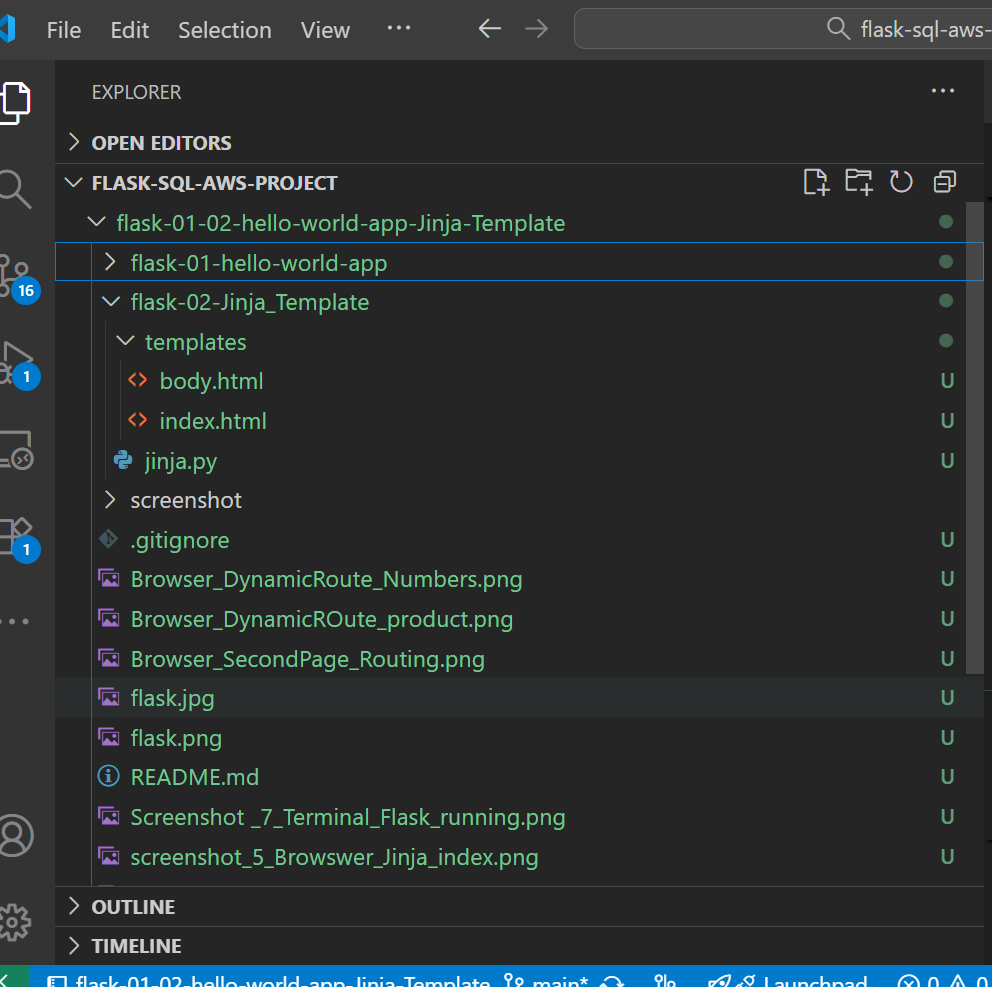 File Edit Selection View ··· flask-sql-aws-
EXPLORER ···
OPEN EDITORS
FLASK-SQL-AWS-PROJECT
flask-01-02-hello-world-app-Jinja-Template
flask-01-hello-world-app
16
flask-02-Jinja_Template
templates
1
body.html U
index.html U
jinja.py U
screenshot
.gitignore U
1
Browser_DynamicRoute_Numbers.png U
Browser_DynamicROute_product.png U
Browser_SecondPage_Routing.png U
flask.jpg U
flask.png U
README.md U
Screenshot _7_Terminal_Flask_running.png U
screenshot_5_Browswer_Jinja_index.png U
OUTLINE
TIMELINE
flask-01-02-hello-world-app-Jinja-Template main* Launchpad 0 0